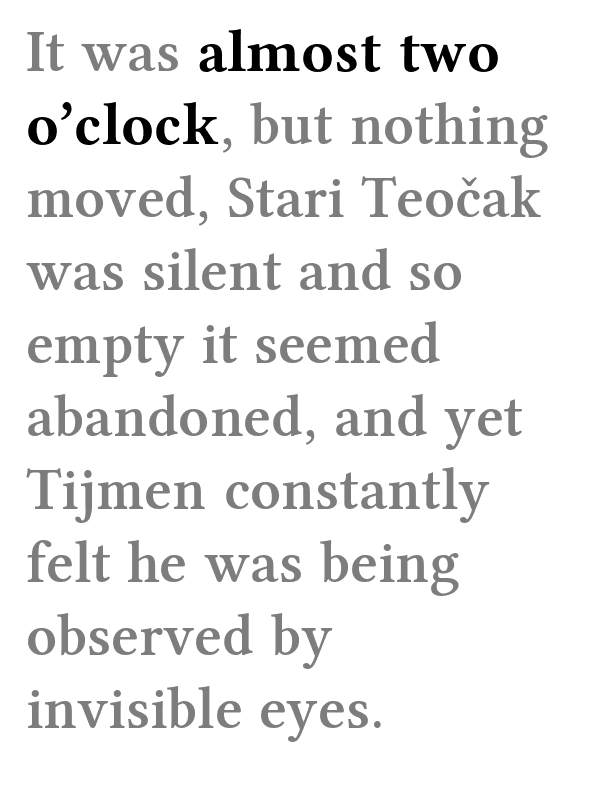 It was almost two
o’clock, but nothing
moved, Stari Teočak
was silent and so
empty it seemed
abandoned, and yet
Tijmen constantly
felt he was being
observed by
invisible eyes.